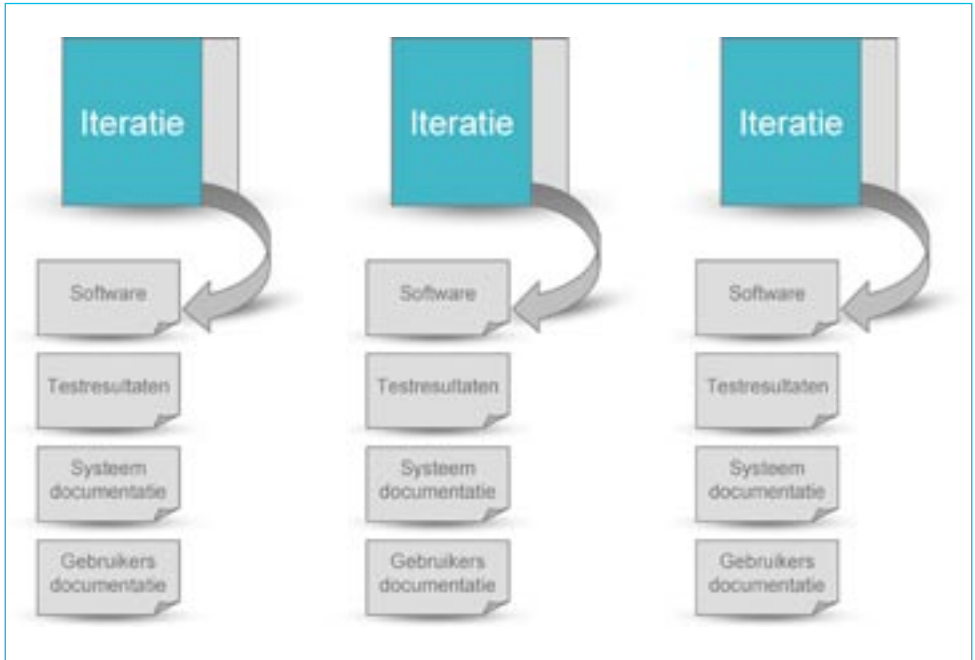 Iteratie
Software
Testresultaten
Systeem
documentatie
Gebruikers
documentatie
Iteratie
Software
Testresultaten
Systeem
documentatie
Gebruikers
documentatie
Iteratie
Software
Testresultaten
Systeem
documentatie
Gebruikers
documentatie